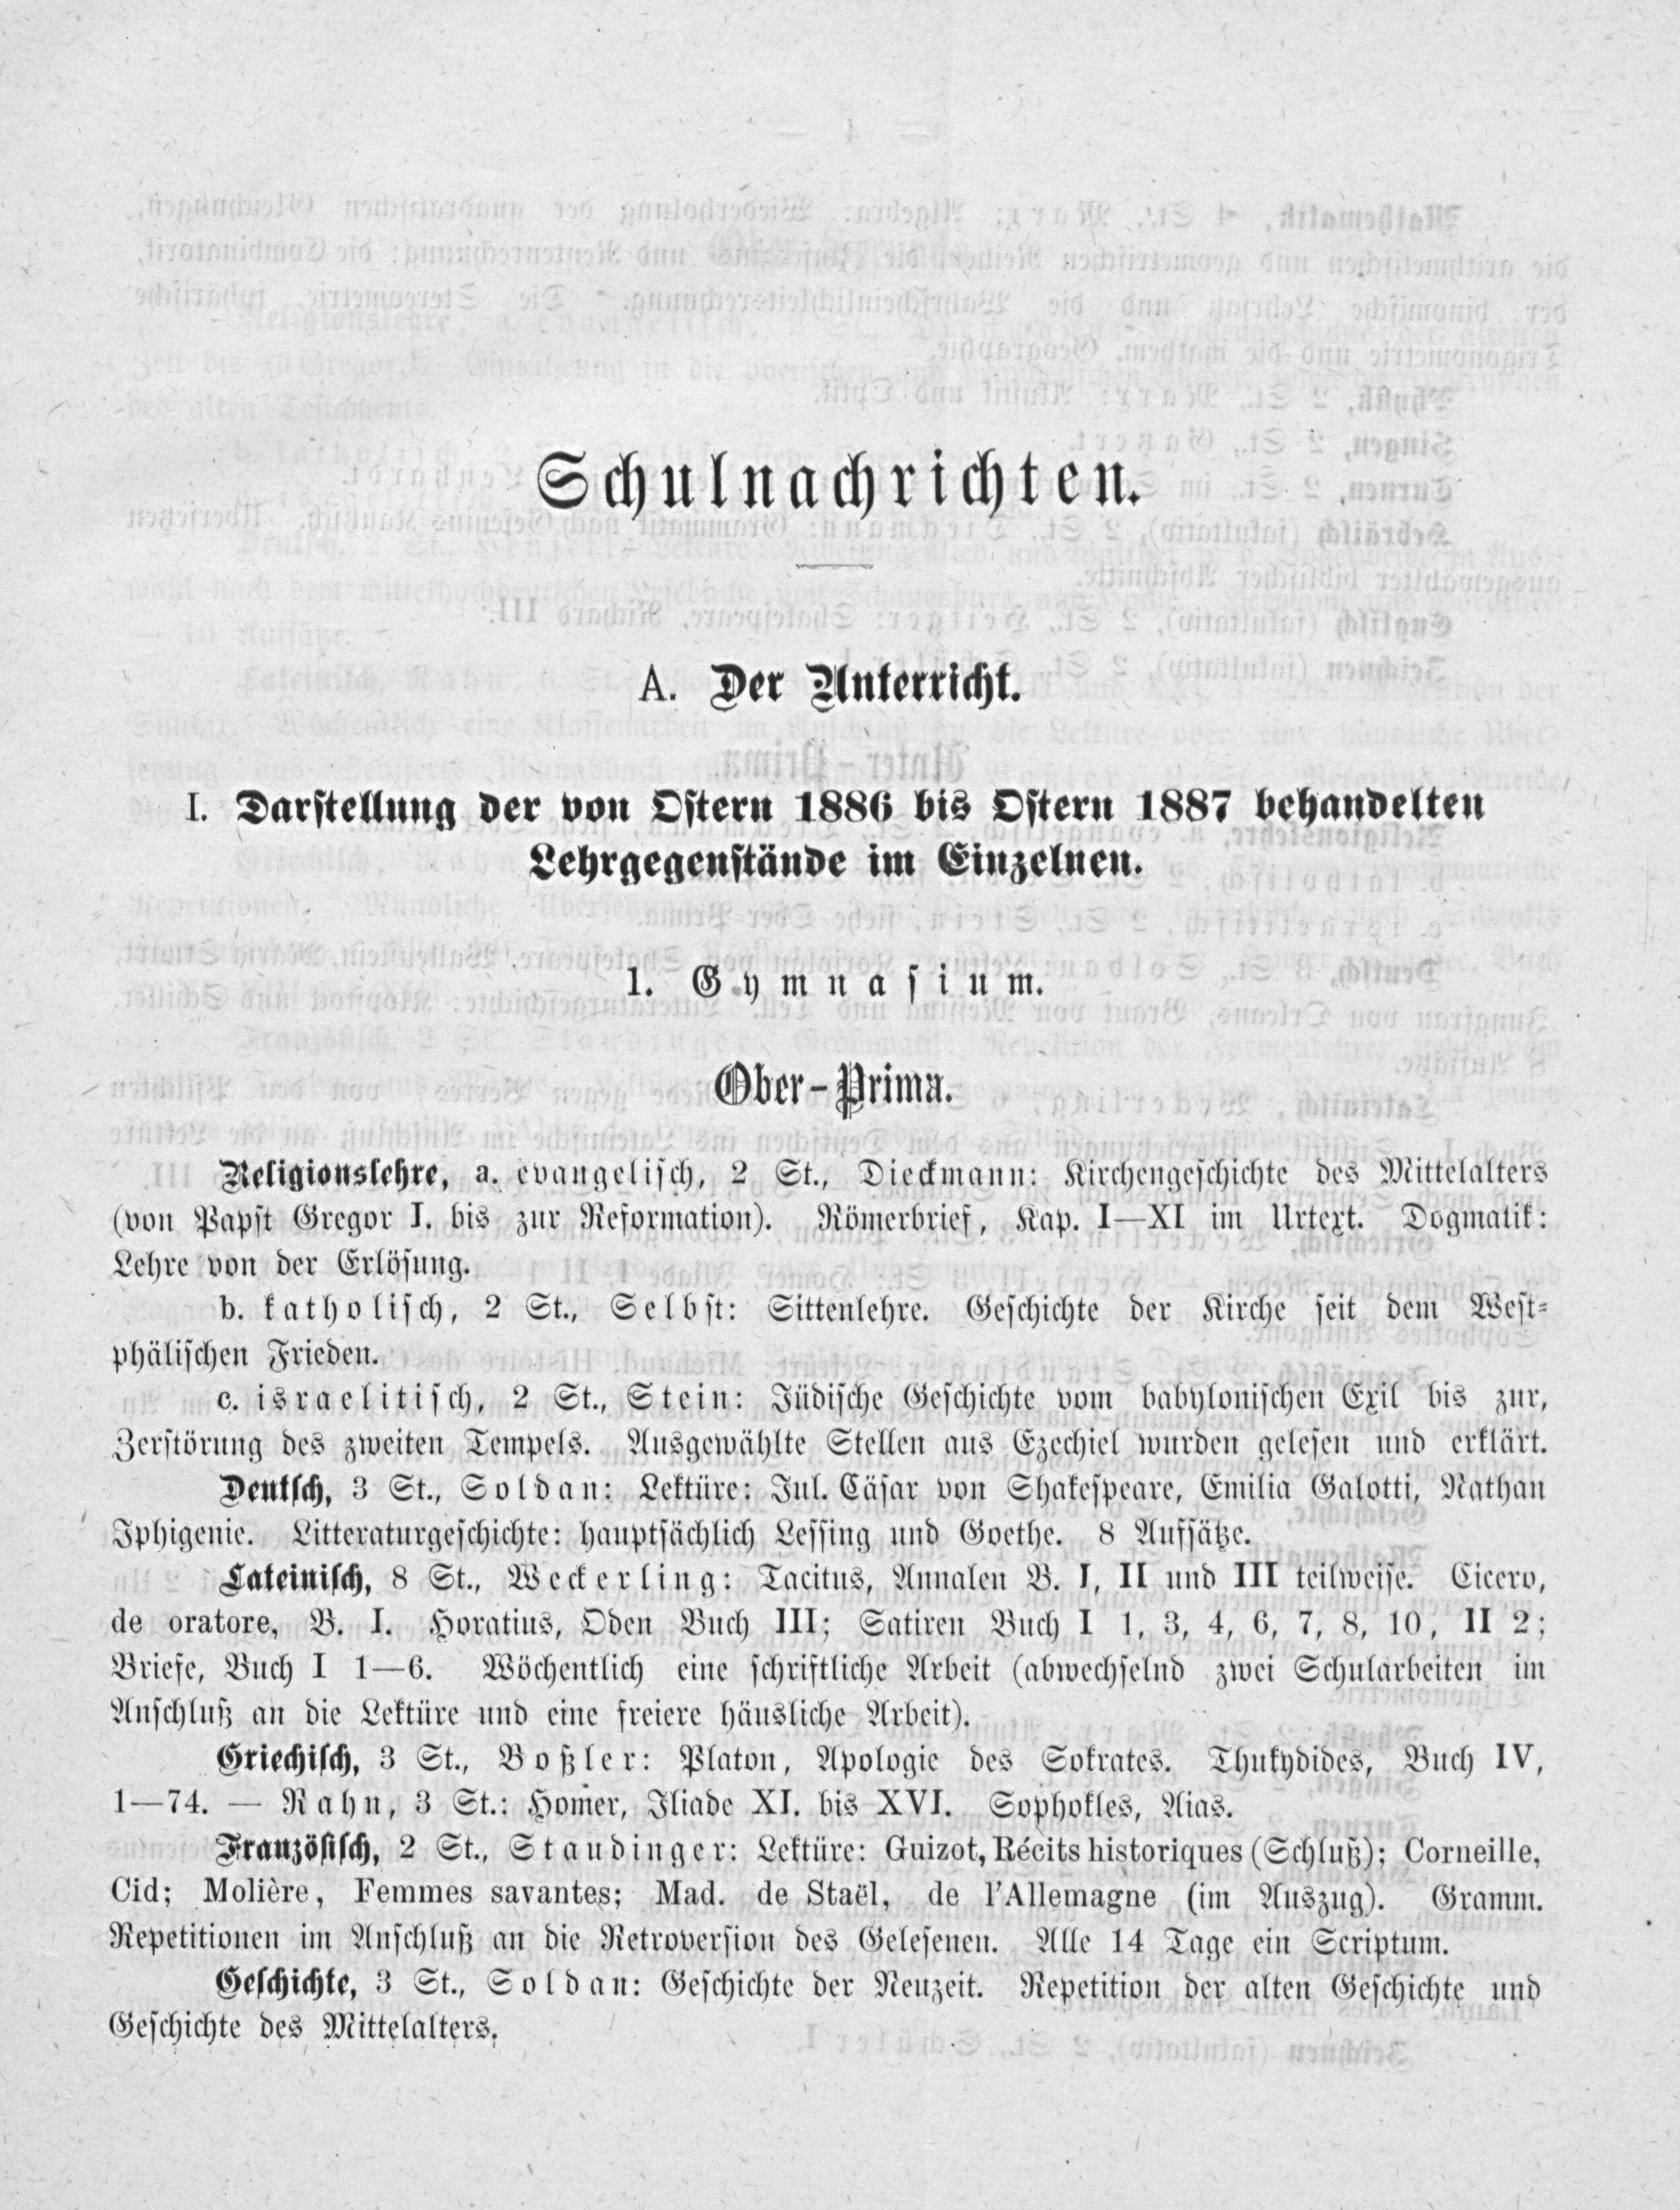 Schulnachrichten.
A. Der Unterricht.
I. Darstellung der von Ostern 1886 bis Ostern 1887 behandelten
Lehrgegenstände im Einzelnen.
1. Gymnasium.
Ober-Prima.
Religionslehre, a. evangelisch, 2 St., Dieckmann: Kirchengeschichte des Mittelalters
(von Papst Gregor I. bis zur Reformation). Römerbrief, Kap. I—XI im Urtext. Dogmatik:
Lehre von der Erlösung.
b. katholisch, 2 St., Selbst: Sittenlehre. Geschichte der Kirche seit dem West-
phälischen Frieden.
c. israelitisch, 2 St., Stein: Jüdische Geschichte vom babylonischen Exil bis zur,
Zerstörung des zweiten Tempels. Ausgewählte Stellen aus Ezechiel wurden gelesen und erklärt.
Deutsch, 3 St., Soldan: Lektüre: Jul. Cäsar von Shakespeare, Emilia Galotti, Nathan
Iphigenie. Litteraturgeschichte: hauptsächlich Lessing und Goethe. 8 Aufsätze.
Lateinisch, 8 St., Weckerling: Tacitus, Annalen B. I, II und III teilweise. Cicero,
de oratore, B. I. Horatius, Oden Buch III; Satiren Buch I 1, 3, 4, 6, 7, 8, 10, II 2;
Briefe, Buch I 1—6. Wöchentlich eine schriftliche Arbeit (abwechselnd zwei Schularbeiten im
Anschluß an die Lektüre und eine freiere häusliche Arbeit).
Griechisch, 3 St., Boßler: Platon, Apologie des Sokrates. Thukydides, Buch IV,
1—74. — Rahn, 3 St.: Homer, Iliade XI. bis XVI. Sophokles, Aias.
Französisch, 2 St., Staudinger: Lektüre: Guizot, Récits historiques (Schluß); Corneille,
Cid; Molière, Femmes savantes; Mad. de Staël, de l'Allemagne (im Auszug). Gramm.
Repetitionen im Anschluß an die Retroversion des Gelesenen. Alle 14 Tage ein Scriptum.
Geschichte, 3 St., Soldan: Geschichte der Neuzeit. Repetition der alten Geschichte und
Geschichte des Mittelalters.